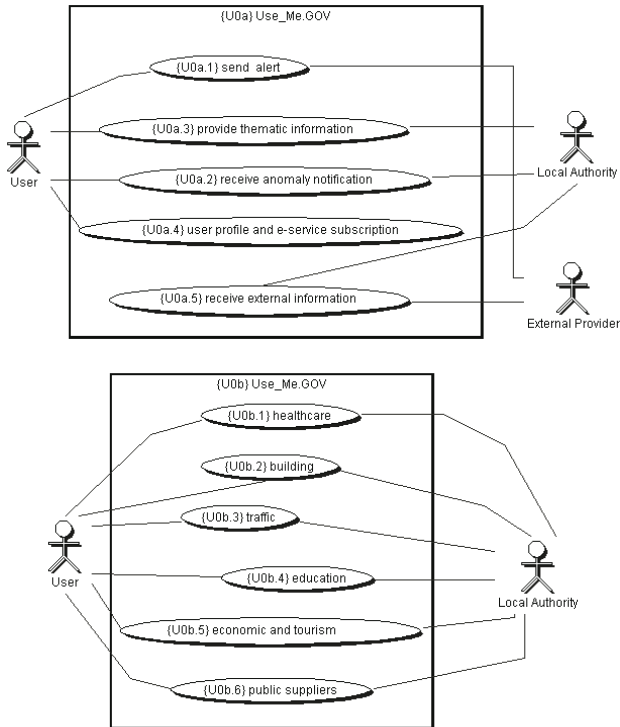 {U0a} Use_Me.GOV
{U0a.1} send alert
{U0a.3} provide thematic information
User
Local Authority
{U0a.2} receive anomaly notification
{U0a.4} user profile and e-service subscription
{U0a.5} receive external information
External Provider
{U0b} Use_Me.GOV
{U0b.1} healthcare
{U0b.2} building
{U0b.3} traffic
{U0b.4} education
User
Local Authority
{U0b.5} economic and tourism
{U0b.6} public suppliers